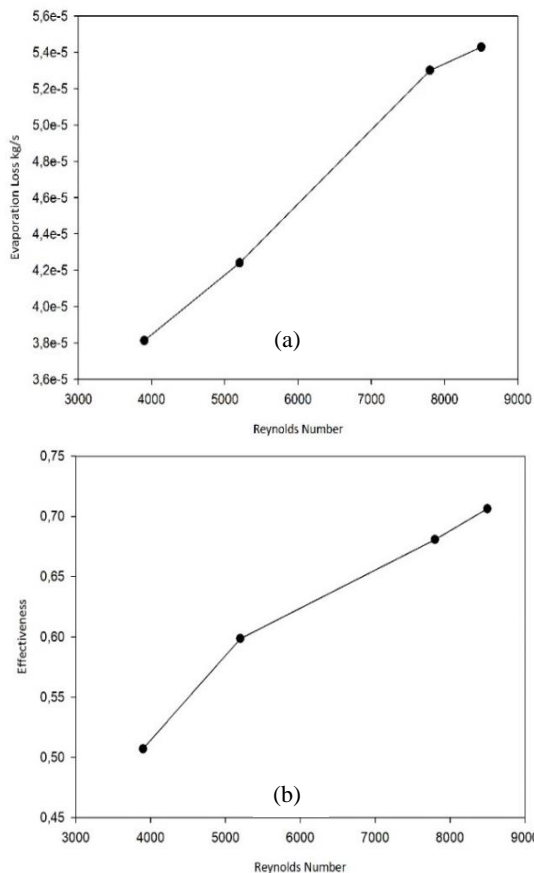 5,6e-5
5,4e-5
5,2e-5
5,0e-5
4,8e-5
4,6e-5
4,4e-5
4,2e-5
4,0e-5
3,8e-5
3,6e-5
Evaporation Loss kg/s
(a)
3000 4000 5000 6000 7000 8000 9000
Reynolds Number
0,75
0,70
0,65
0,60
0,55
0,50
0,45
Effectiveness
(b)
3000 4000 5000 6000 7000 8000 9000
Reynolds Number